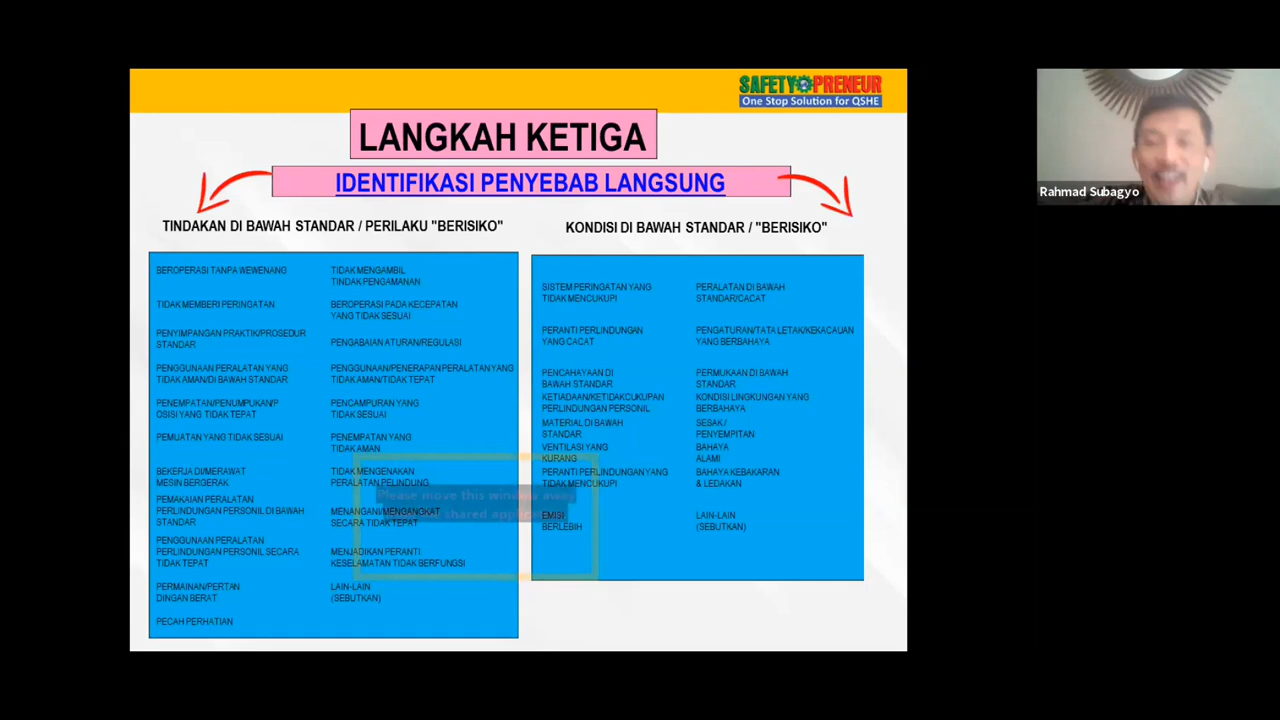 SAFETY PRENEUR
One Stop Solution for QSHE
LANGKAH KETIGA
IDENTIFIKASI PENYEBAB LANGSUNG
TINDAKAN DI BAWAH STANDAR / PERILAKU "BERISIKO"
BEROPERASI TANPA WEWENANG
TIDAK MEMBERI PERINGATAN
PENYIMPANGAN PRAKTIK/PROSEDUR
STANDAR
PENGGUNAAN PERALATAN YANG
TIDAK AMAN/DI BAWAH STANDAR
PENEMPATAN/PENUMPUKAN/P
OSISI YANG TIDAK TEPAT
PEMUATAN YANG TIDAK SESUAI
BEKERJA DI/MERAWAT
MESIN BERGERAK
PEMAKAIAN PERALATAN
PERLINDUNGAN PERSONIL DI BAWAH
STANDAR
PENGGUNAAN PERALATAN
PERLINDUNGAN PERSONIL SECARA
TIDAK TEPAT
PERMAINAN/PERTAN
DINGAN BERAT
PECAH PERHATIAN
TIDAK MENGAMBIL
TINDAK PENGAMANAN
BEROPERASI PADA KECEPATAN
YANG TIDAK SESUAI
PENGABAIAN ATURAN/REGULASI
PENGGUNAAN/PENERAPAN PERALATAN YANG
TIDAK AMAN/TIDAK TEPAT
PENCAMPURAN YANG
TIDAK SESUAI
PENEMPATAN YANG
TIDAK AMAN
TIDAK MENGENAKAN
PERALATAN PELINDUNG
MENANGANI/MENGANGKAT
SECARA TIDAK TEPAT
MENJADIKAN PERANTI
KESELAMATAN TIDAK BERFUNGSI
LAIN-LAIN
(SEBUTKAN)
KONDISI DI BAWAH STANDAR / "BERISIKO"
SISTEM PERINGATAN YANG
TIDAK MENCUKUPI
PERANTI PERLINDUNGAN
YANG CACAT
PENCAHAYAAN DI
BAWAH STANDAR
KETIADAAN/KETIDAKCUKUPAN
PERLINDUNGAN PERSONIL
MATERIAL DI BAWAH
STANDAR
VENTILASI YANG
KURANG
PERANTI PERLINDUNGAN YANG
TIDAK MENCUKUPI
EMISI
BERLEBIH
PERALATAN DI BAWAH
STANDAR/CACAT
PENGATURAN/TATA LETAK/KEKACAUAN
YANG BERBAHAYA
PERMUKAAN DI BAWAH
STANDAR
KONDISI LINGKUNGAN YANG
BERBAHAYA
SESAK /
PENYEMPITAN
BAHAYA
ALAMI
BAHAYA KEBAKARAN
& LEDAKAN
LAIN-LAIN
(SEBUTKAN)
Please move this window away
shared
Rahmad Subagyo